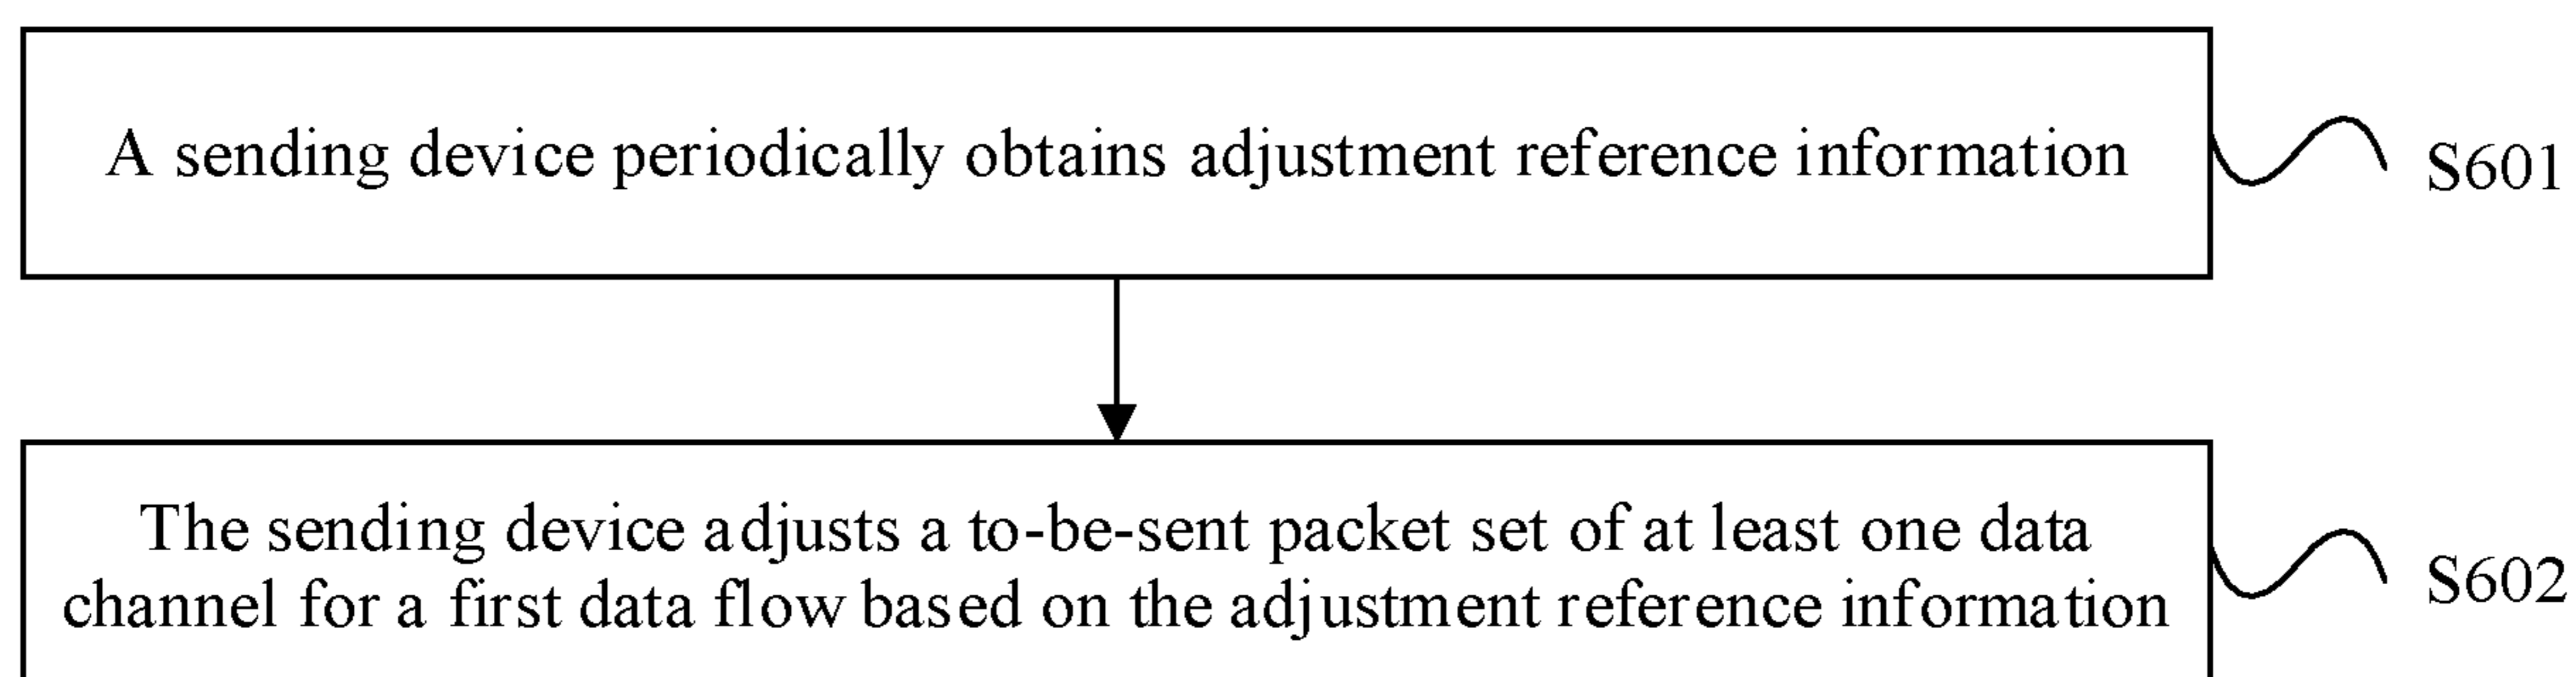 A sending device periodically obtains adjustment reference information
S601
The sending device adjusts a to-be-sent packet set of at least one data
channel for a first data flow based on the adjustment reference information
S602